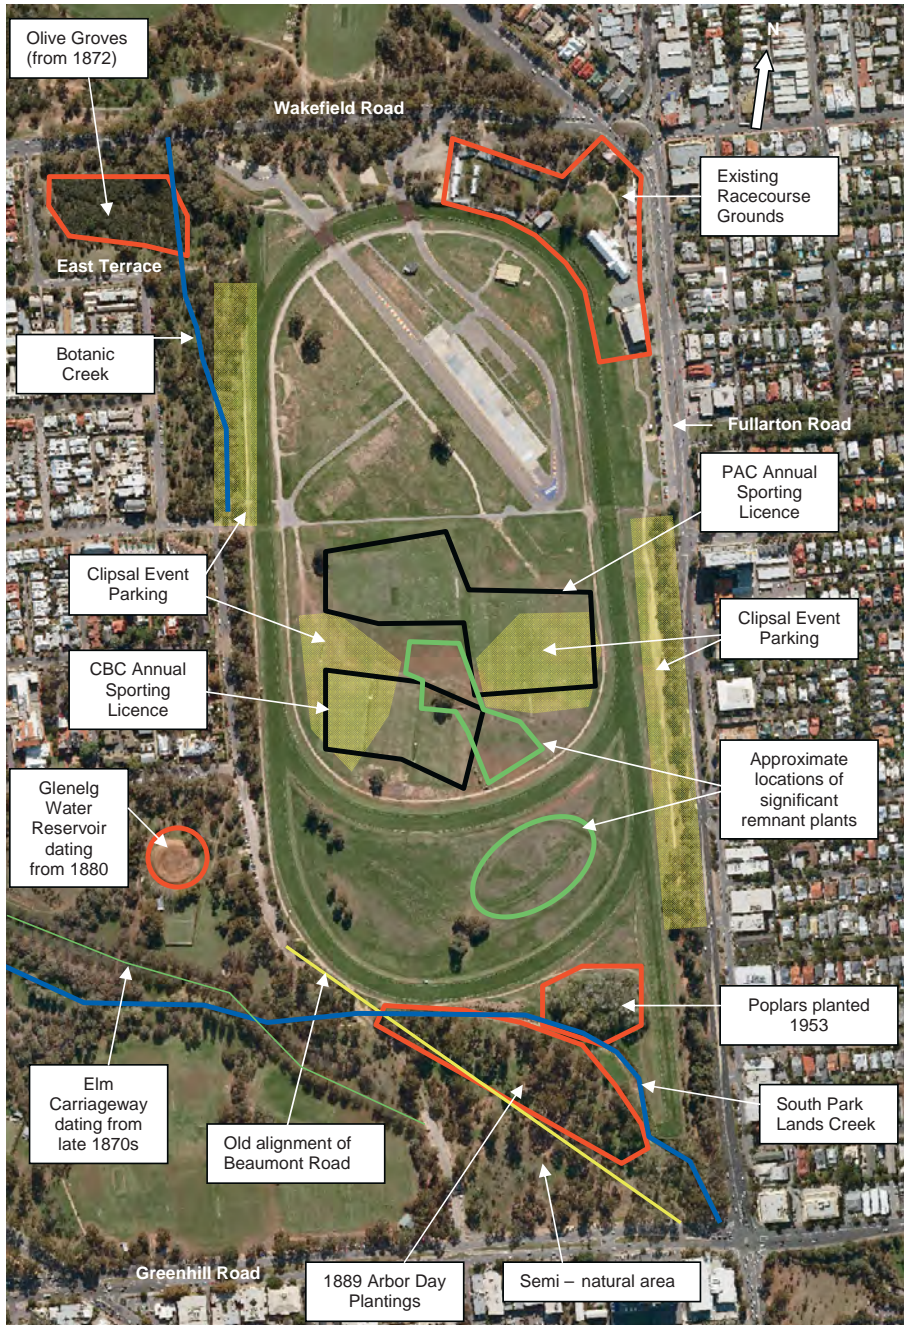 Olive Groves
(from 1872)
N
Wakefield Road
Existing
Racecourse
Grounds
East Terrace
Botanic
Creek
Fullarton Road
PAC Annual
Sporting
Licence
Clipsal Event
Parking
Clipsal Event
Parking
CBC Annual
Sporting
Licence
Approximate
locations of
significant
remnant plants
Glenelg
Water
Reservoir
dating
from 1880
Poplars planted
1953
Elm
Carriageway
dating from
late 1870s
Old alignment of
Beaumont Road
South Park
Lands Creek
Greenhill Road
1889 Arbor Day
Plantings
Semi – natural area